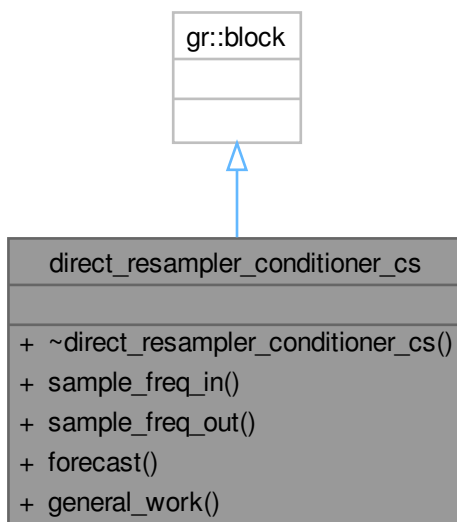 gr::block
direct_resampler_conditioner_cs
+ ~direct_resampler_conditioner_cs()
+ sample_freq_in()
+ sample_freq_out()
+ forecast()
+ general_work()